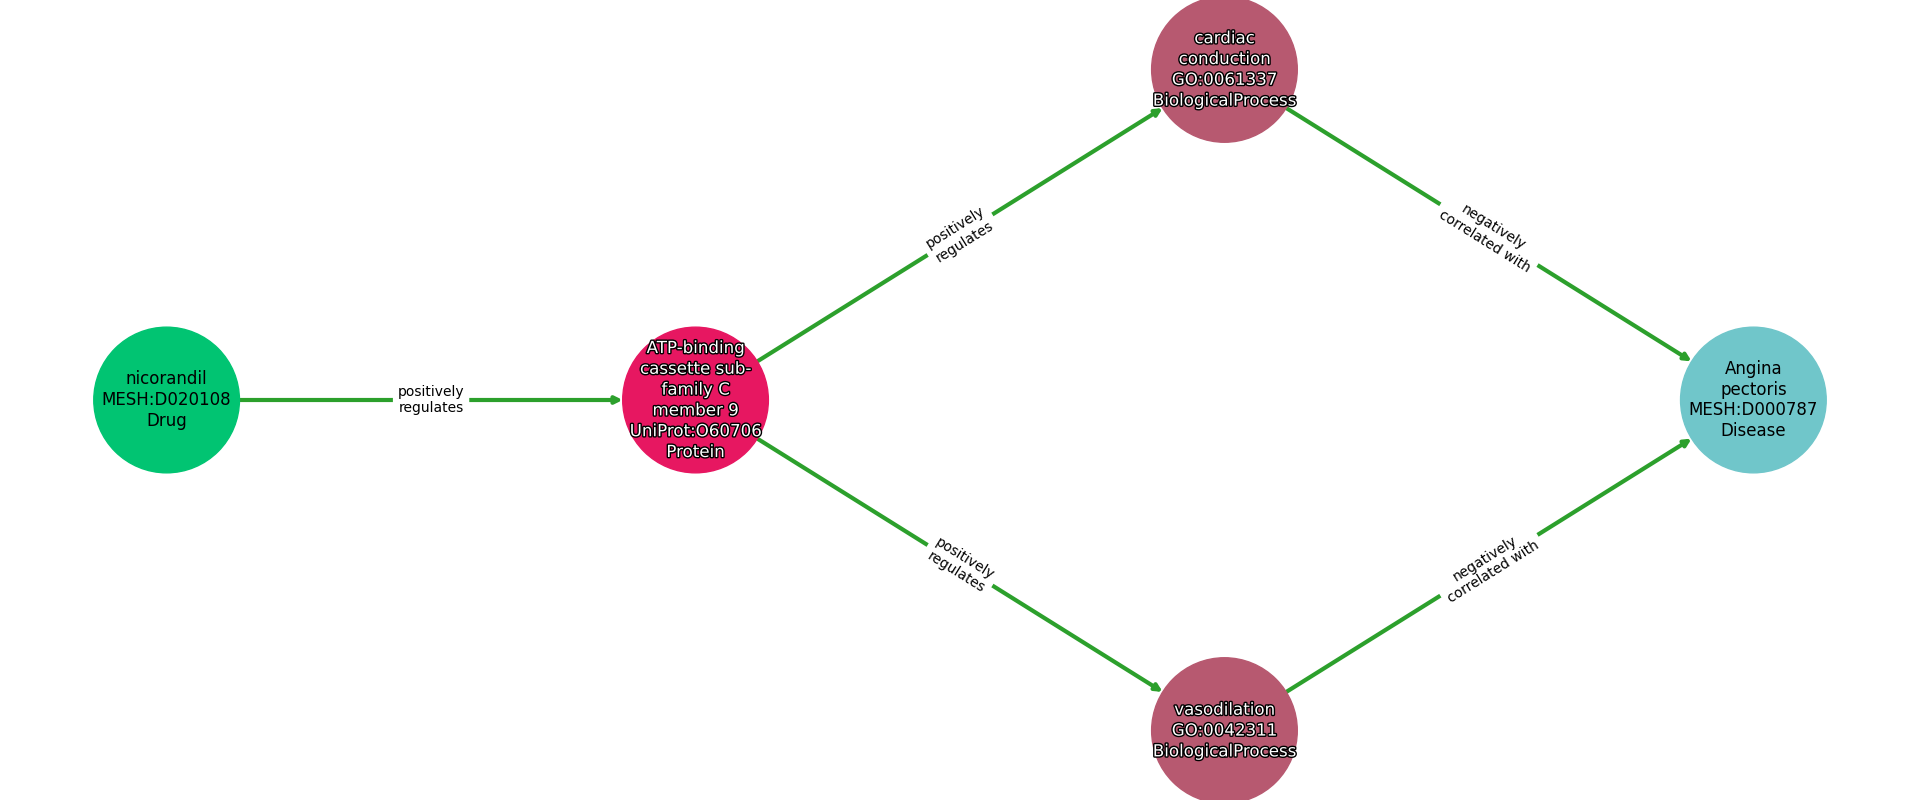 cardiac
conduction
GO:0061337
BiologicalProcess
positively
regulates
negatively
correlated with
nicorandil
MESH:D020108
Drug
positively
regulates
ATP-binding
cassette sub-
family C
member 9
UniProt:O60706
Protein
Angina
pectoris
MESH:D000787
Disease
positively
regulates
negatively
correlated with
vasodilation
GO:0042311
BiologicalProcess